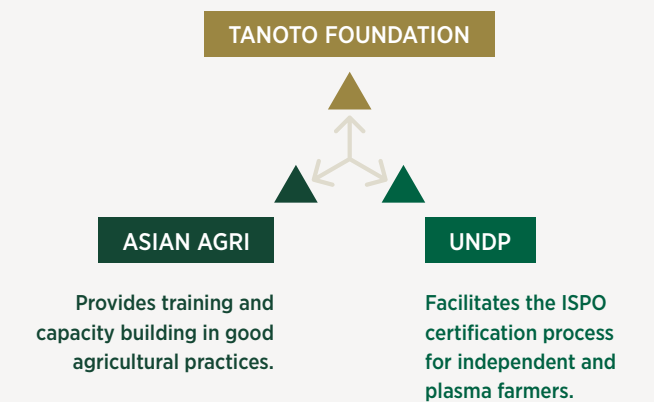 TANOTO FOUNDATION
ASIAN AGRI
Provides training and
capacity building in good
agricultural practices.
UNDP
Facilitates the ISPO
certification process
for independent and
plasma farmers.